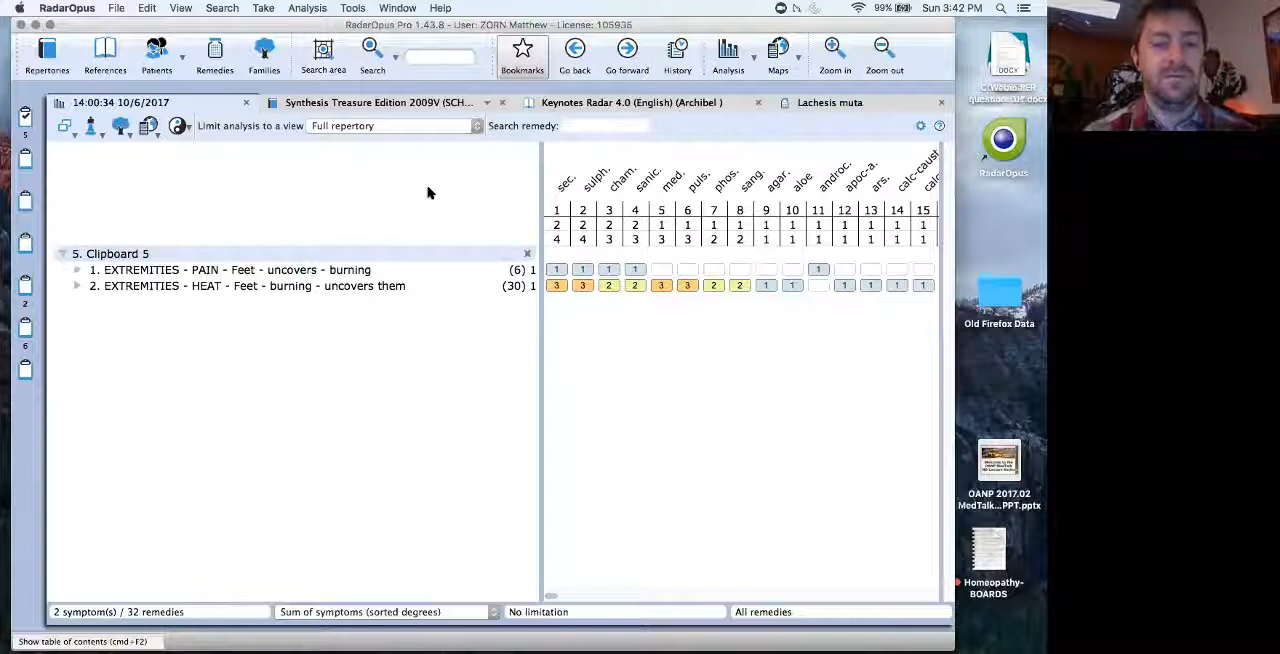 RadarOpus File Edit View Search Take Analysis Tools Window Help 99% Sun 3:42 PM
RadarOpus Pro 1.43.8 - User: ZORN Matthew - License: 105935
Repertories References Patients Remedies Families Search area Search Bookmarks Go back Go forward History Analysis Maps Zoom in Zoom out
14:00:34 10/6/2017 Synthesis Treasure Edition 2009V (SCH... Keynotes Radar 4.0 (English) (Archibel ) Lachesis muta
Limit analysis to a view Full repertory Search remedy:
sec. sulph. cham. sanic. med. puls. phos. sang. agar. aloe androc. apoc-a. ars. calc-caust calc
1 2 3 4 5 6 7 8 9 10 11 12 13 14 15
2 2 2 2 1 1 1 1 1 1 1 1 1 1 1
4 4 3 3 3 3 2 2 1 1 1 1 1 1 1
5. Clipboard 5
1. EXTREMITIES - PAIN - Feet - uncovers - burning (6) 1 1 1 1 1 1
2. EXTREMITIES - HEAT - Feet - burning - uncovers them (30) 1 3 3 2 2 3 3 2 2 1 1 1 1 1 1
5
2
6
2 symptom(s) / 32 remedies Sum of symptoms (sorted degrees) No limitation All remedies
Show table of contents (cmd+F2)
DOCX
RadarOpus
Old Firefox Data
OANP 2017.02
MedTalk...PPT.pptx
Homeopathy-
BOARDS